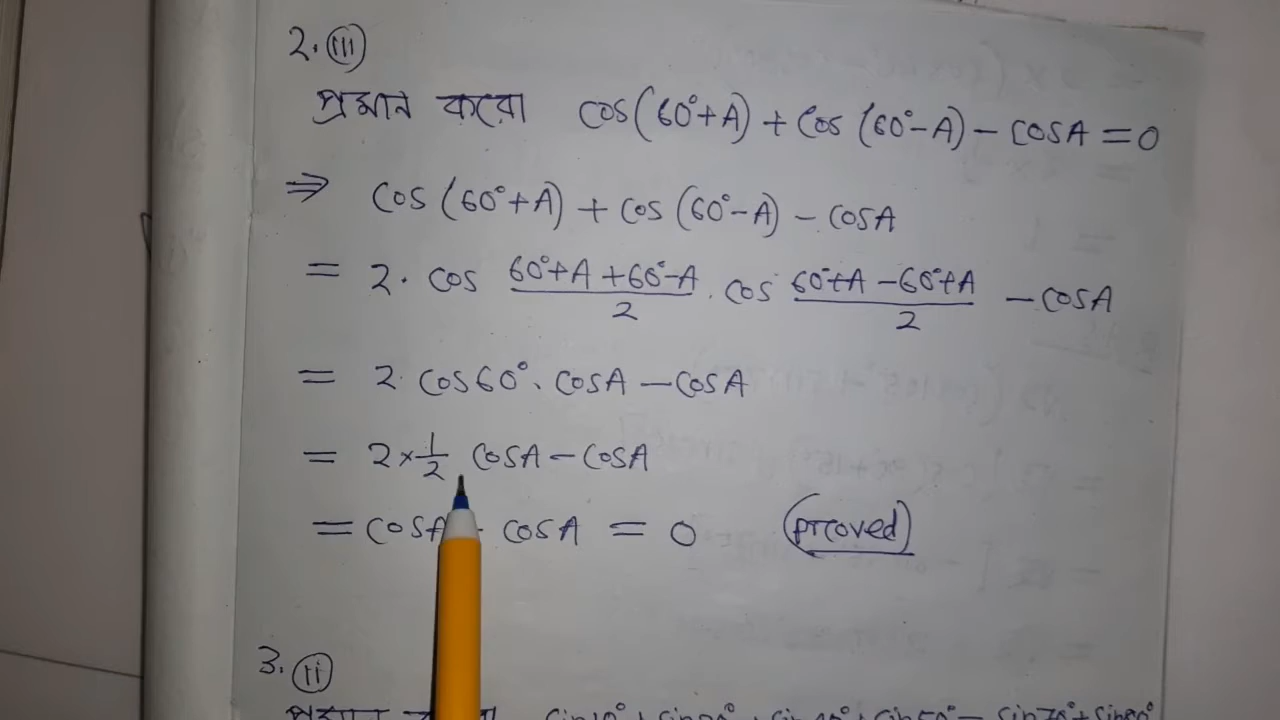 2. (iii)
প্রমান করো cos(60°+A) + cos(60°-A) - cosA = 0
⇒ cos(60°+A) + cos(60°-A) - cosA
= 2. cos (60°+A+60°-A)/2 . cos (60°+A-60°+A)/2 - cosA
= 2. cos60°. cosA - cosA
= 2×1/2 cosA - cosA
= cosA - cosA = 0 (proved)
3. (ii)
প্রমান করো